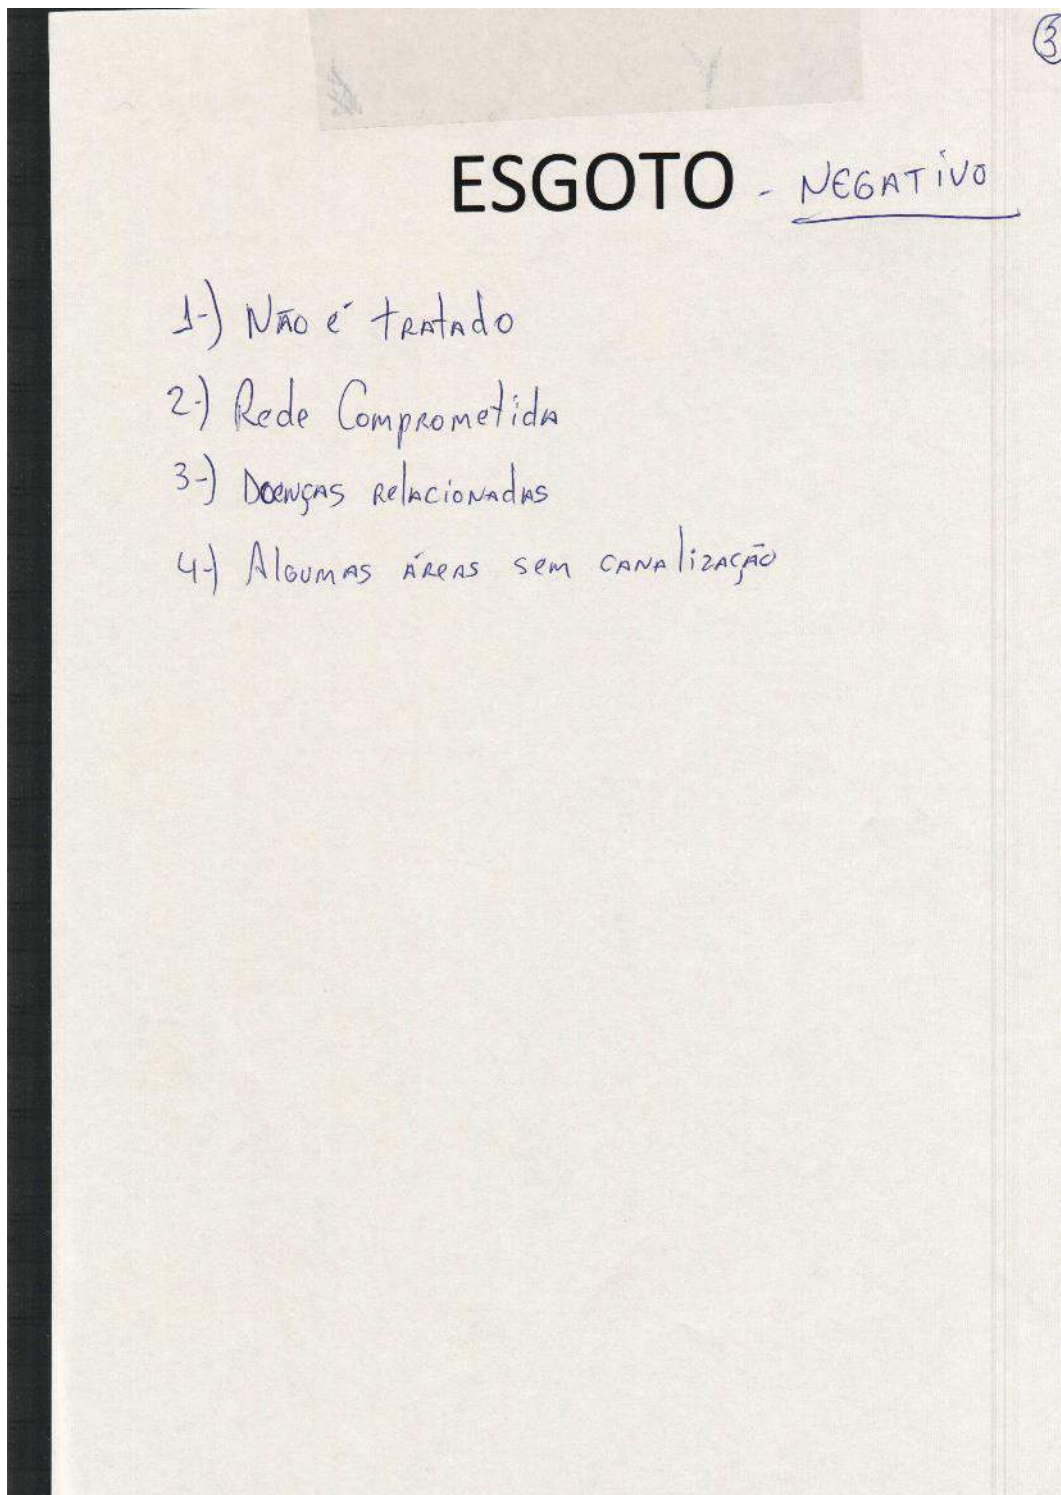 3
ESGOTO - NEGATIVO
1-) NÃO é tRAtAdo
2-) Rede ComPRometidA
3-) DOENÇAS RelACioNAdAS
4-) AlGUMAS ÁReAS sem CANAlizAÇÃO